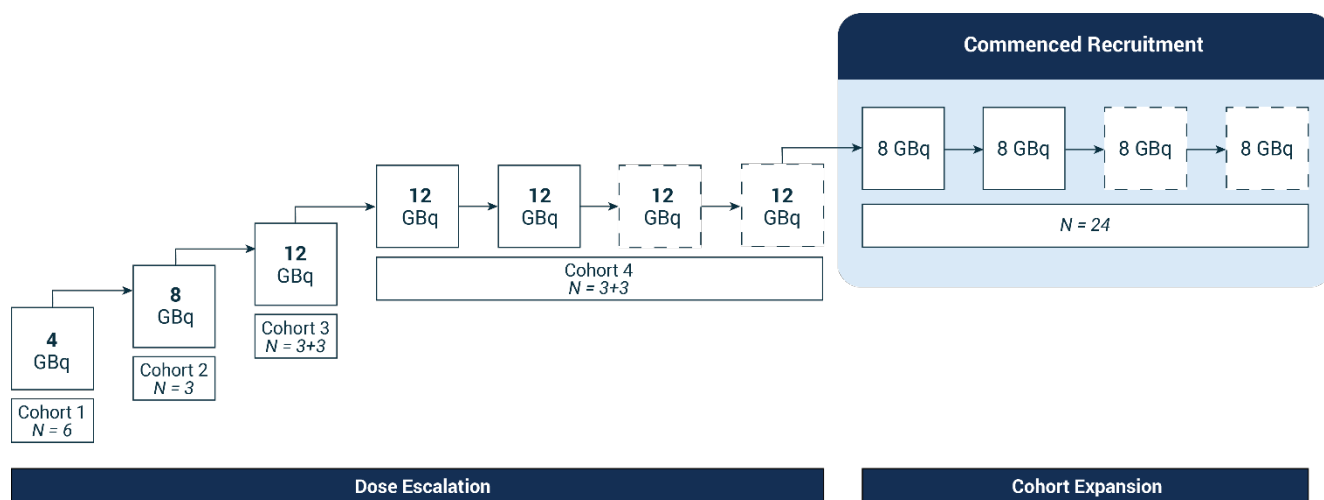 Commenced Recruitment
4
GBq
Cohort 1
N = 6
8
GBq
Cohort 2
N = 3
12
GBq
Cohort 3
N = 3+3
12
GBq
12
GBq
12
GBq
12
GBq
Cohort 4
N = 3+3
8 GBq
8 GBq
8 GBq
8 GBq
N = 24
Dose Escalation
Cohort Expansion